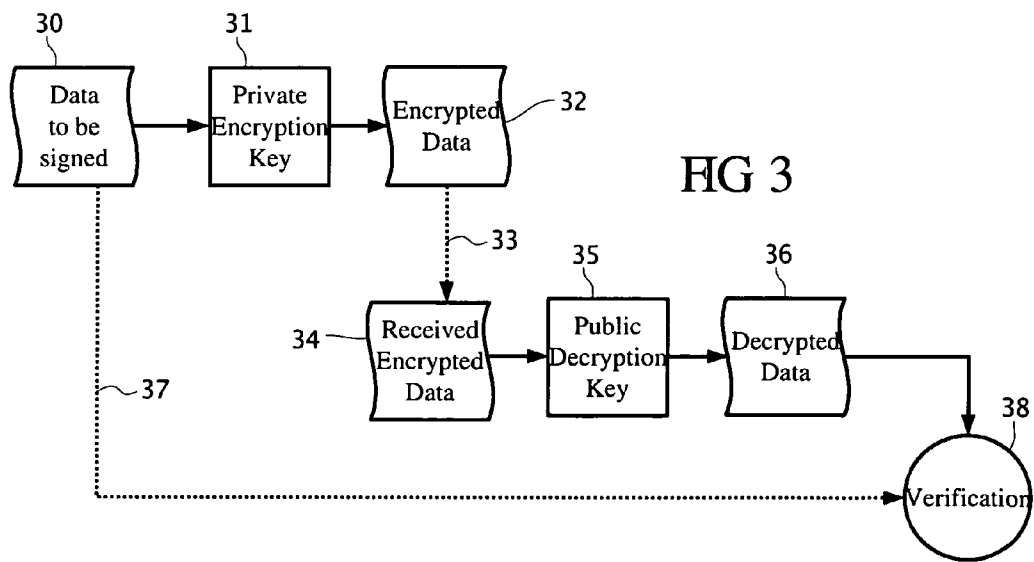 30
31
32
Data
to be
signed
Private
Encryption
Key
Encrypted
Data
FIG 3
33
34
35
36
Received
Encrypted
Data
Public
Decryption
Key
Decrypted
Data
37
38
Verification